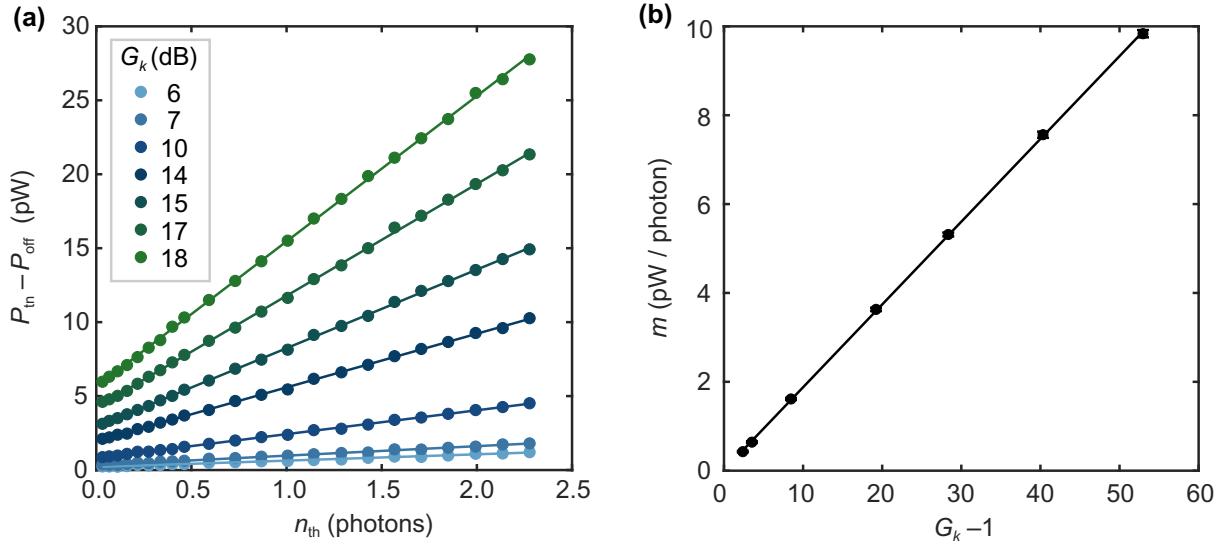 (a)
30
25
20
15
10
5
0
P_tn − P_off (pW)
G_k (dB)
6
7
10
14
15
17
18
0.0 0.5 1.0 1.5 2.0 2.5
n_th (photons)
(b)
10
8
6
4
2
0
m (pW / photon)
0 10 20 30 40 50 60
G_k −1